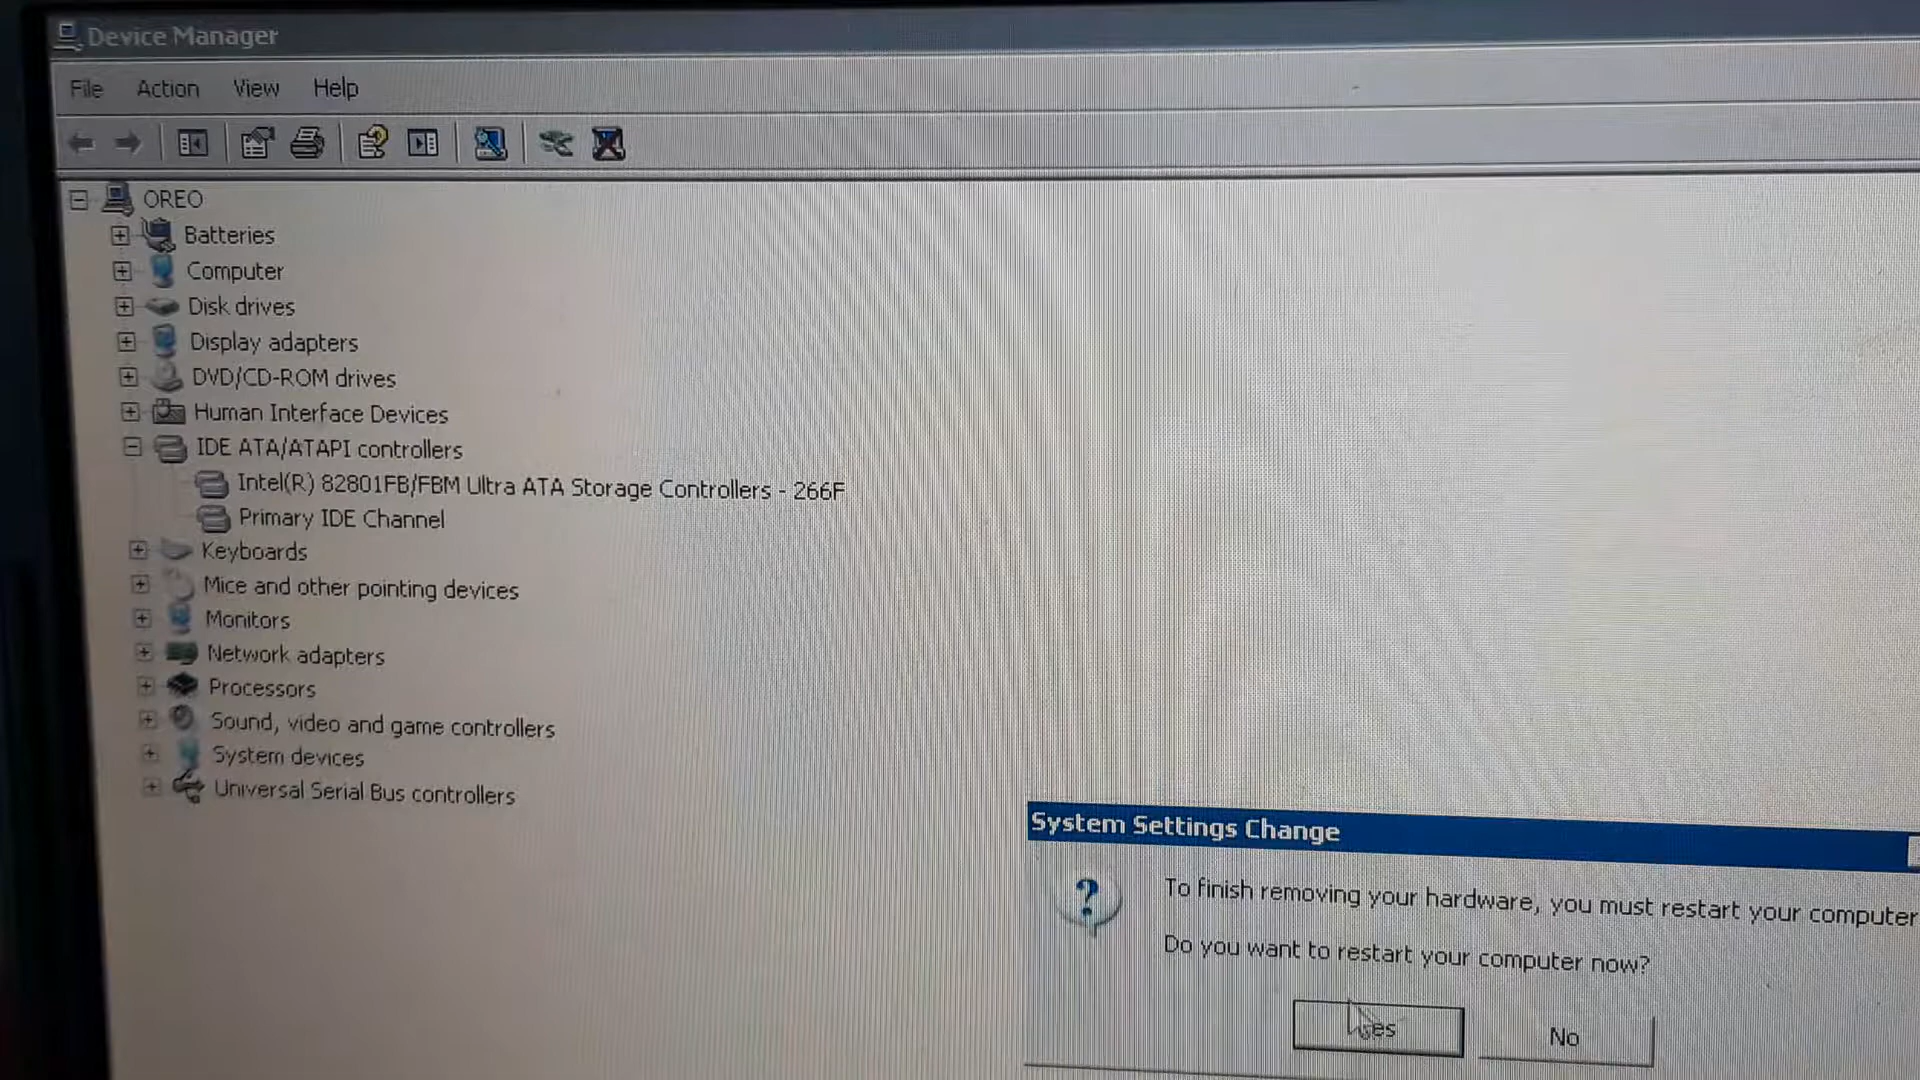 Device Manager
File Action View Help
OREO
Batteries
Computer
Disk drives
Display adapters
DVD/CD-ROM drives
Human Interface Devices
IDE ATA/ATAPI controllers
Intel(R) 82801FB/FBM Ultra ATA Storage Controllers - 266F
Primary IDE Channel
Keyboards
Mice and other pointing devices
Monitors
Network adapters
Processors
Sound, video and game controllers
System devices
Universal Serial Bus controllers
System Settings Change
To finish removing your hardware, you must restart your computer
Do you want to restart your computer now?
Yes No